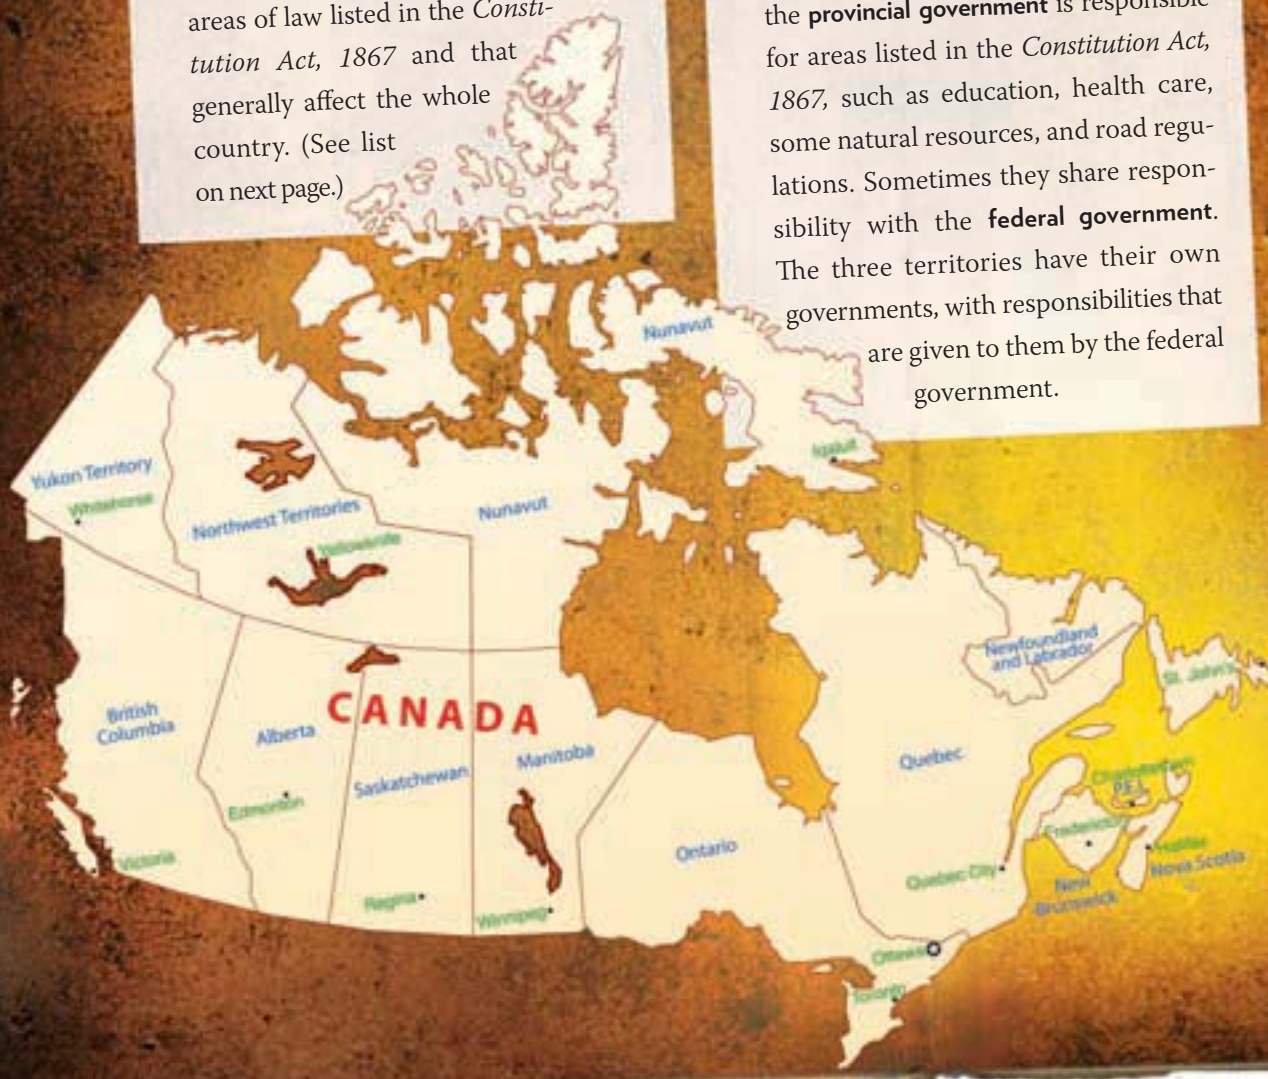 areas of law listed in the Consti-
tution Act, 1867 and that
generally affect the whole
country. (See list
on next page.)
the provincial government is responsible
for areas listed in the Constitution Act,
1867, such as education, health care,
some natural resources, and road regu-
lations. Sometimes they share respon-
sibility with the federal government.
The three territories have their own
governments, with responsibilities that
are given to them by the federal
government.
Nunavut
Iqaluit
Yukon Territory
Whitehorse
Northwest Territories
Yellowknife
Nunavut
Newfoundland
and Labrador
St. John's
British
Columbia
CANADA
Alberta
Saskatchewan
Manitoba
Edmonton
Victoria
Regina
Winnipeg
Ontario
Quebec
Charlottetown
P.E.I.
Fredericton
Halifax
Nova Scotia
Quebec City
New
Brunswick
Ottawa
Toronto